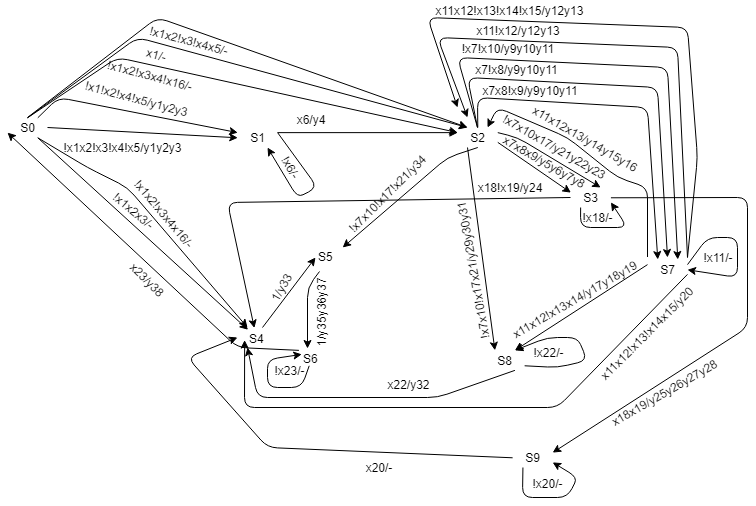 x11x12!x13!x14!x15/y12y13
x11!x12/y12y13
!x7!x10/y9y10y11
x7!x8/y9y10y11
x7x8!x9/y9y10y11
!x1x2!x3!x4x5/-
x1/-
!x1x2!x3x4!x16/-
!x1!x2!x4!x5/y1y2y3
!x1x2!x3!x4!x5/y1y2y3
S0
S1
x6/y4
!x6/-
S2
x11x12x13/y14y15y16
!x7x10x17/y21y22y23
x7x8x9/y5y6y7y8
S3
!x18/-
x18!x19/y24
!x7x10!x17!x21/y34
!x7x10!x17x21/y29y30y31
!x1x2!x3x4x16/-
!x1x2x3/-
x23/y38
S5
1/y33
1/y35y36y37
S4
S6
!x23/-
S7
!x11/-
x11x12!x13x14/y17y18y19
x11x12!x13!x14x15/y20
S8
!x22/-
x22/y32
x18x19/y25y26y27y28
S9
!x20/-
x20/-